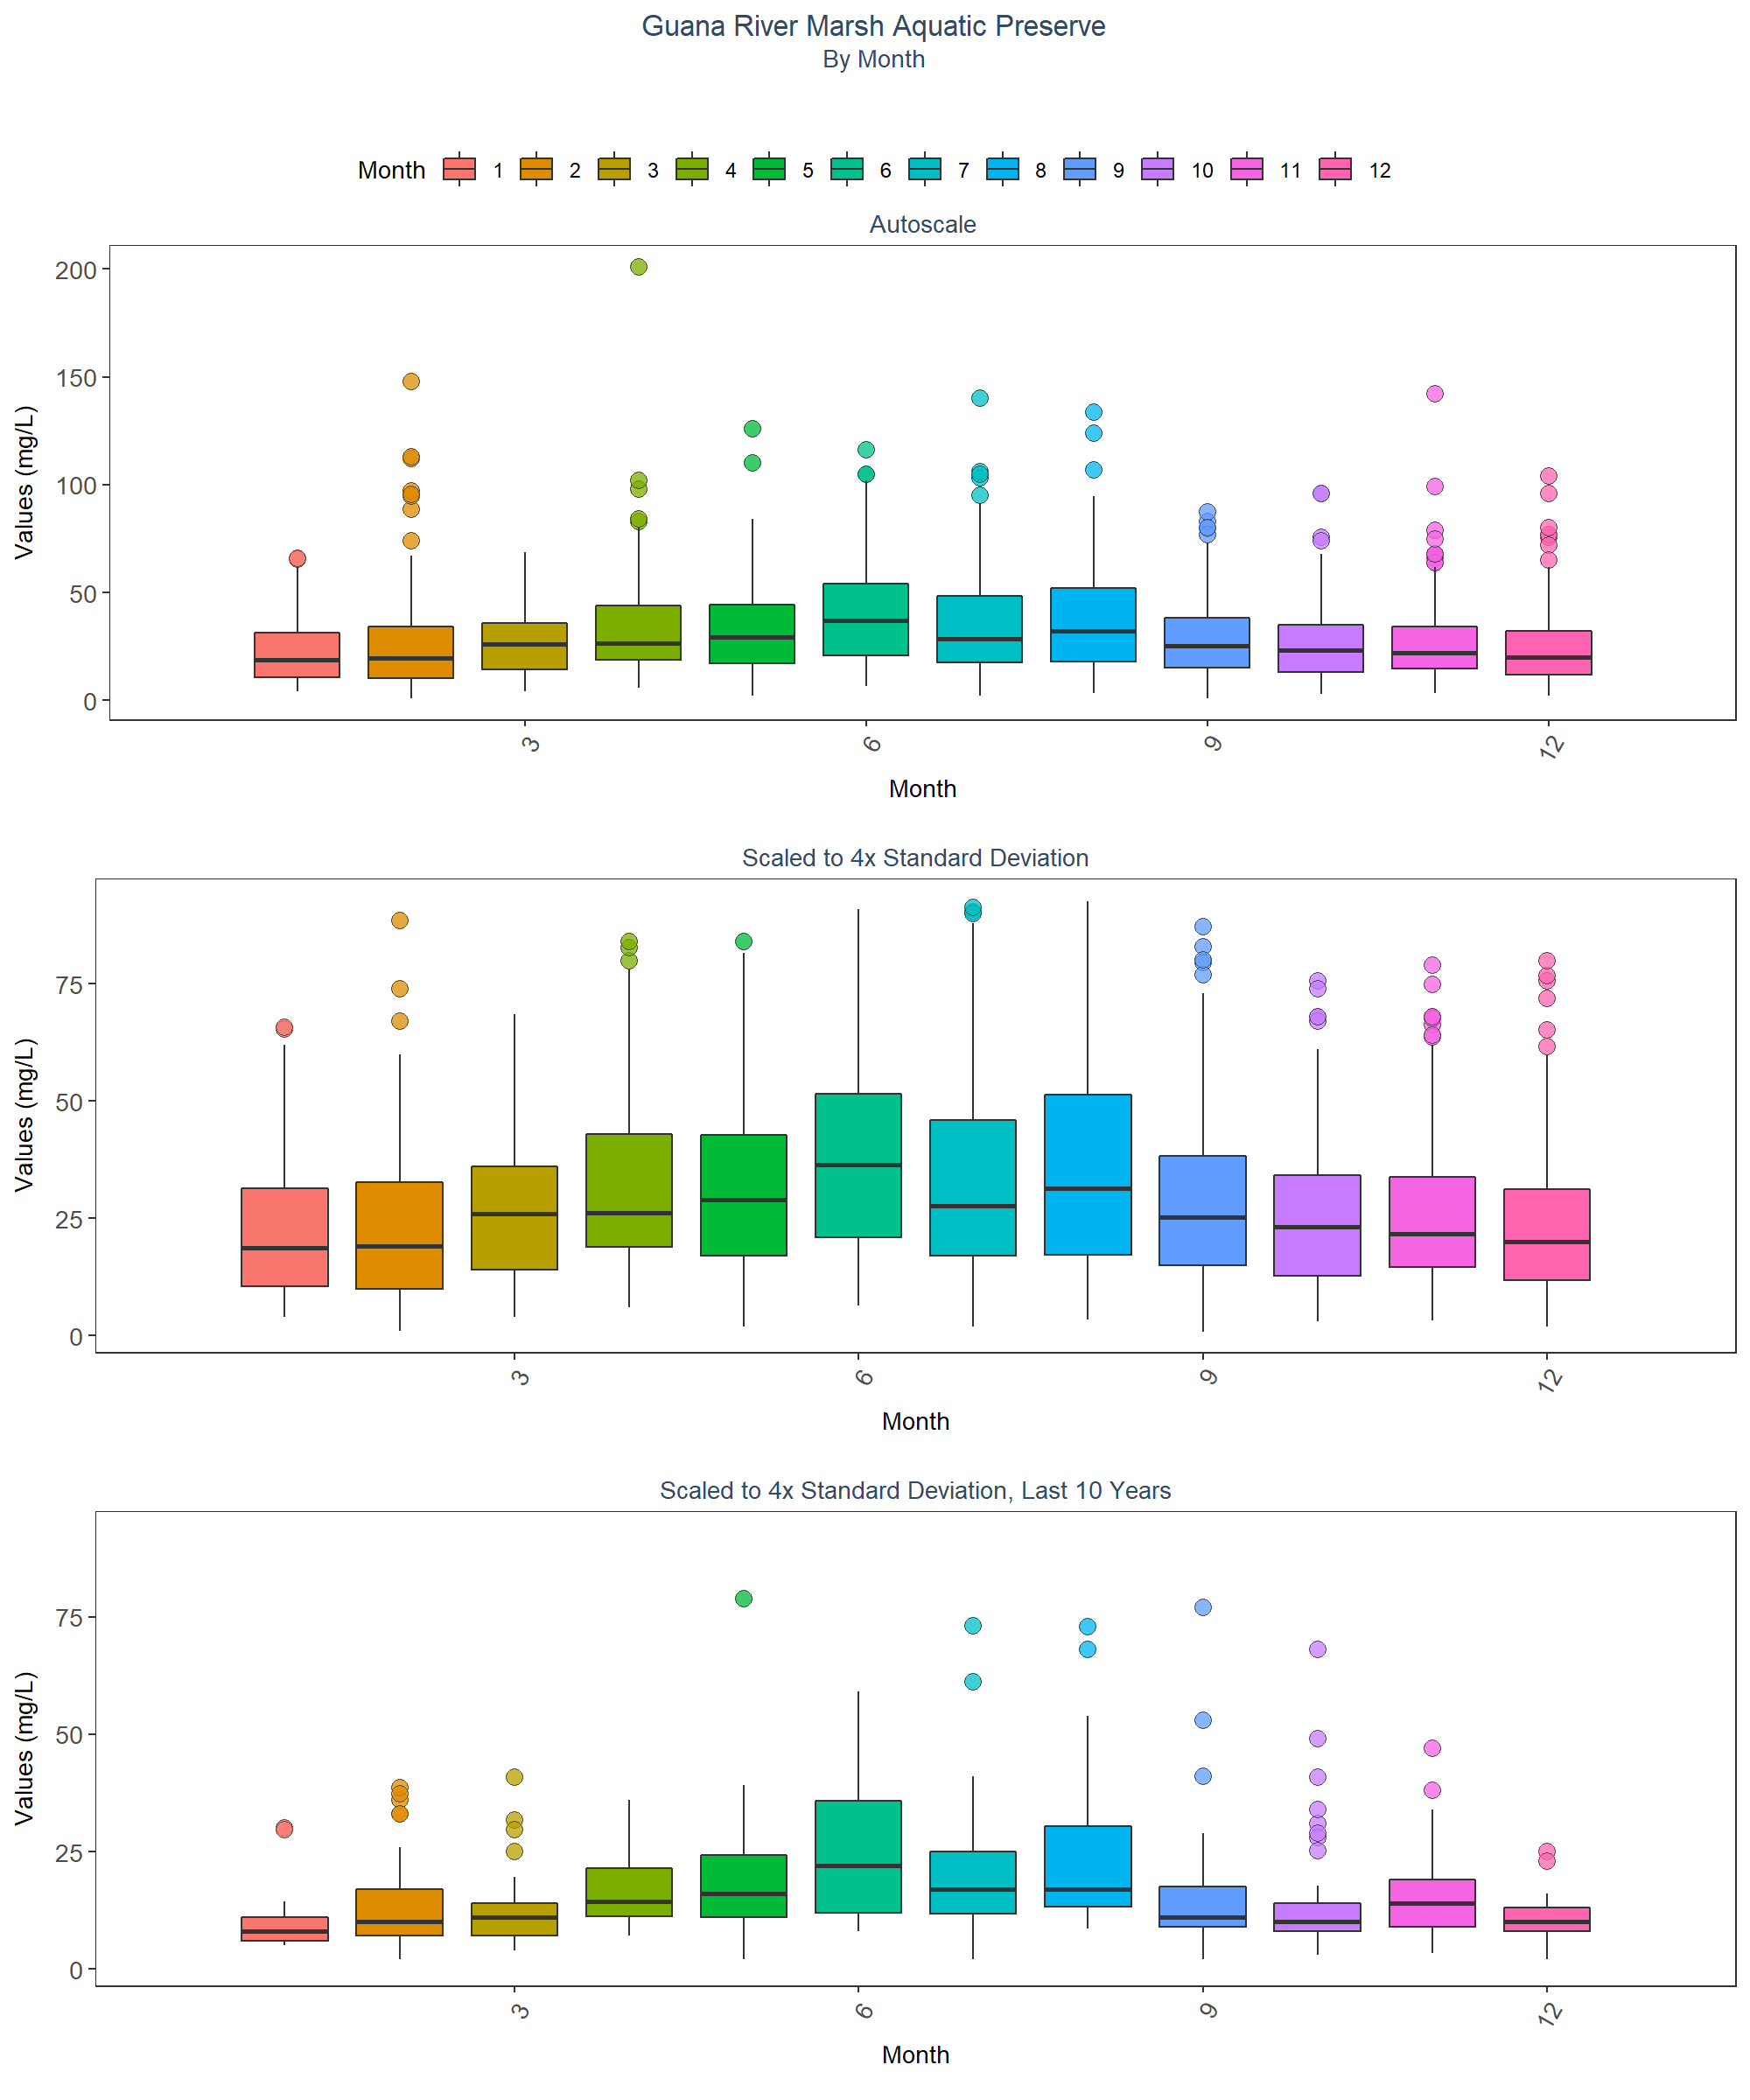 Guana River Marsh Aquatic Preserve
By Month
Month 1 2 3 4 5 6 7 8 9 10 11 12
Autoscale
Values (mg/L)
200
150
100
50
0
3 6 9 12
Month
Scaled to 4x Standard Deviation
Values (mg/L)
75
50
25
0
3 6 9 12
Month
Scaled to 4x Standard Deviation, Last 10 Years
Values (mg/L)
75
50
25
0
3 6 9 12
Month